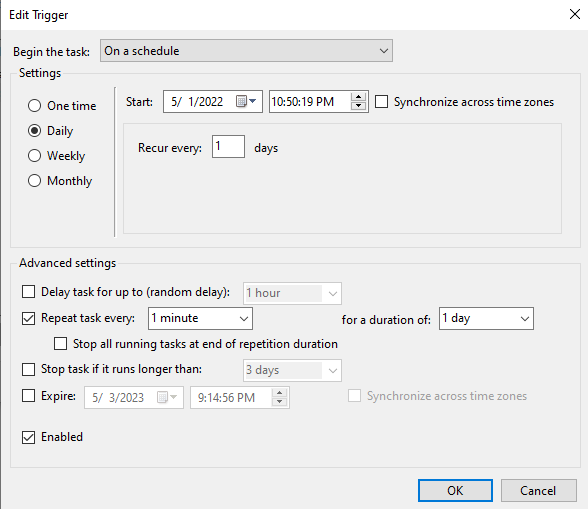 Edit Trigger
Begin the task: On a schedule
Settings
One time
Start: 5/ 1/2022 10:50:19 PM Synchronize across time zones
Daily
Recur every: 1 days
Weekly
Monthly
Advanced settings
Delay task for up to (random delay): 1 hour
Repeat task every: 1 minute for a duration of: 1 day
Stop all running tasks at end of repetition duration
Stop task if it runs longer than: 3 days
Expire: 5/ 3/2023 9:14:56 PM Synchronize across time zones
Enabled
OK Cancel